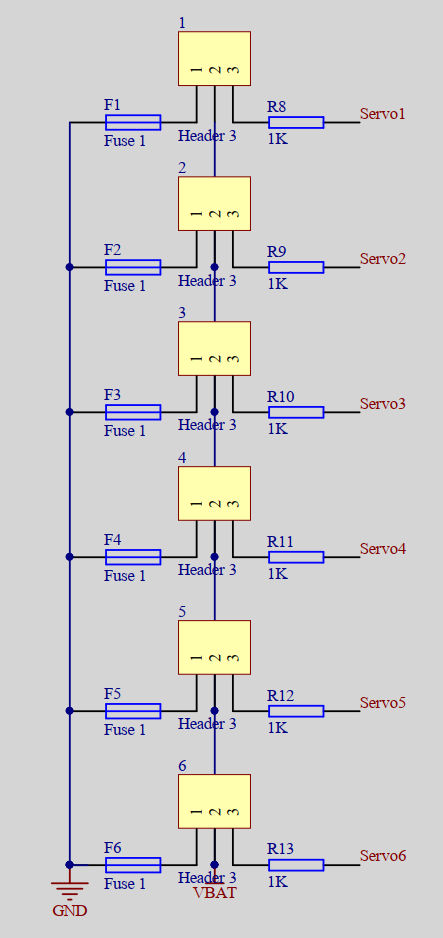 1
1 2 3
F1
Fuse 1
Header 3
R8
1K
Servo1
2
1 2 3
F2
Fuse 1
Header 3
R9
1K
Servo2
3
1 2 3
F3
Fuse 1
Header 3
R10
1K
Servo3
4
1 2 3
F4
Fuse 1
Header 3
R11
1K
Servo4
5
1 2 3
F5
Fuse 1
Header 3
R12
1K
Servo5
6
1 2 3
F6
Fuse 1
Header 3
R13
1K
Servo6
GND
VBAT